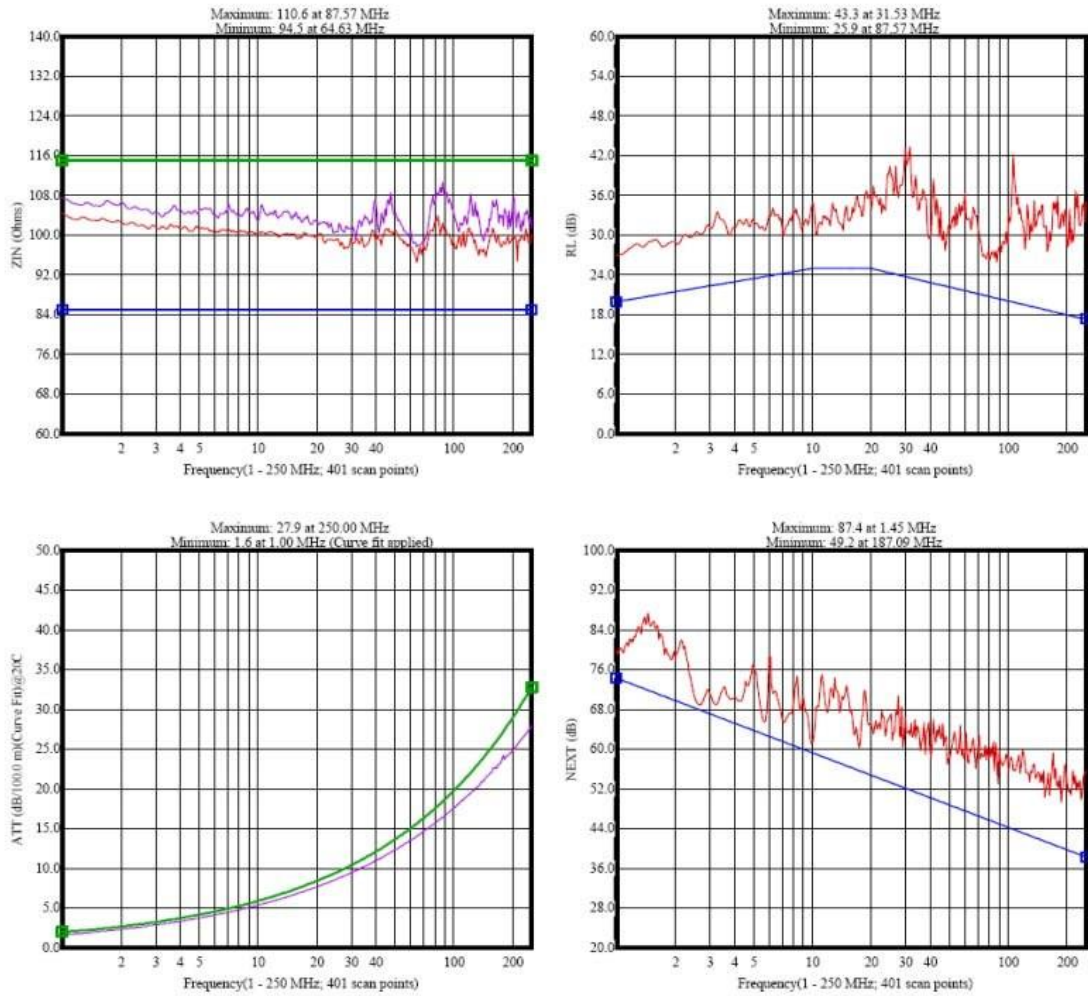 Maximum: 110.6 at 87.57 MHz
Minimum: 94.5 at 64.63 MHz
140.0
132.0
124.0
116.0
108.0
100.0
92.0
84.0
76.0
68.0
60.0
ZIN (Ohms)
2 3 4 5 10 20 30 40 100 200
Frequency(1 - 250 MHz; 401 scan points)
Maximum: 43.3 at 31.53 MHz
Minimum: 25.9 at 87.57 MHz
60.0
54.0
48.0
42.0
36.0
30.0
24.0
18.0
12.0
6.0
0.0
RL (dB)
2 3 4 5 10 20 30 40 100 200
Frequency(1 - 250 MHz; 401 scan points)
Maximum: 27.9 at 250.00 MHz
Minimum: 1.6 at 1.00 MHz (Curve fit applied)
50.0
45.0
40.0
35.0
30.0
25.0
20.0
15.0
10.0
5.0
0.0
ATT (dB/100.0 m)(Curve Fit)@20C
2 3 4 5 10 20 30 40 100 200
Frequency(1 - 250 MHz; 401 scan points)
Maximum: 87.4 at 1.45 MHz
Minimum: 49.2 at 187.09 MHz
100.0
92.0
84.0
76.0
68.0
60.0
52.0
44.0
36.0
28.0
20.0
NEXT (dB)
2 3 4 5 10 20 30 40 100 200
Frequency(1 - 250 MHz; 401 scan points)